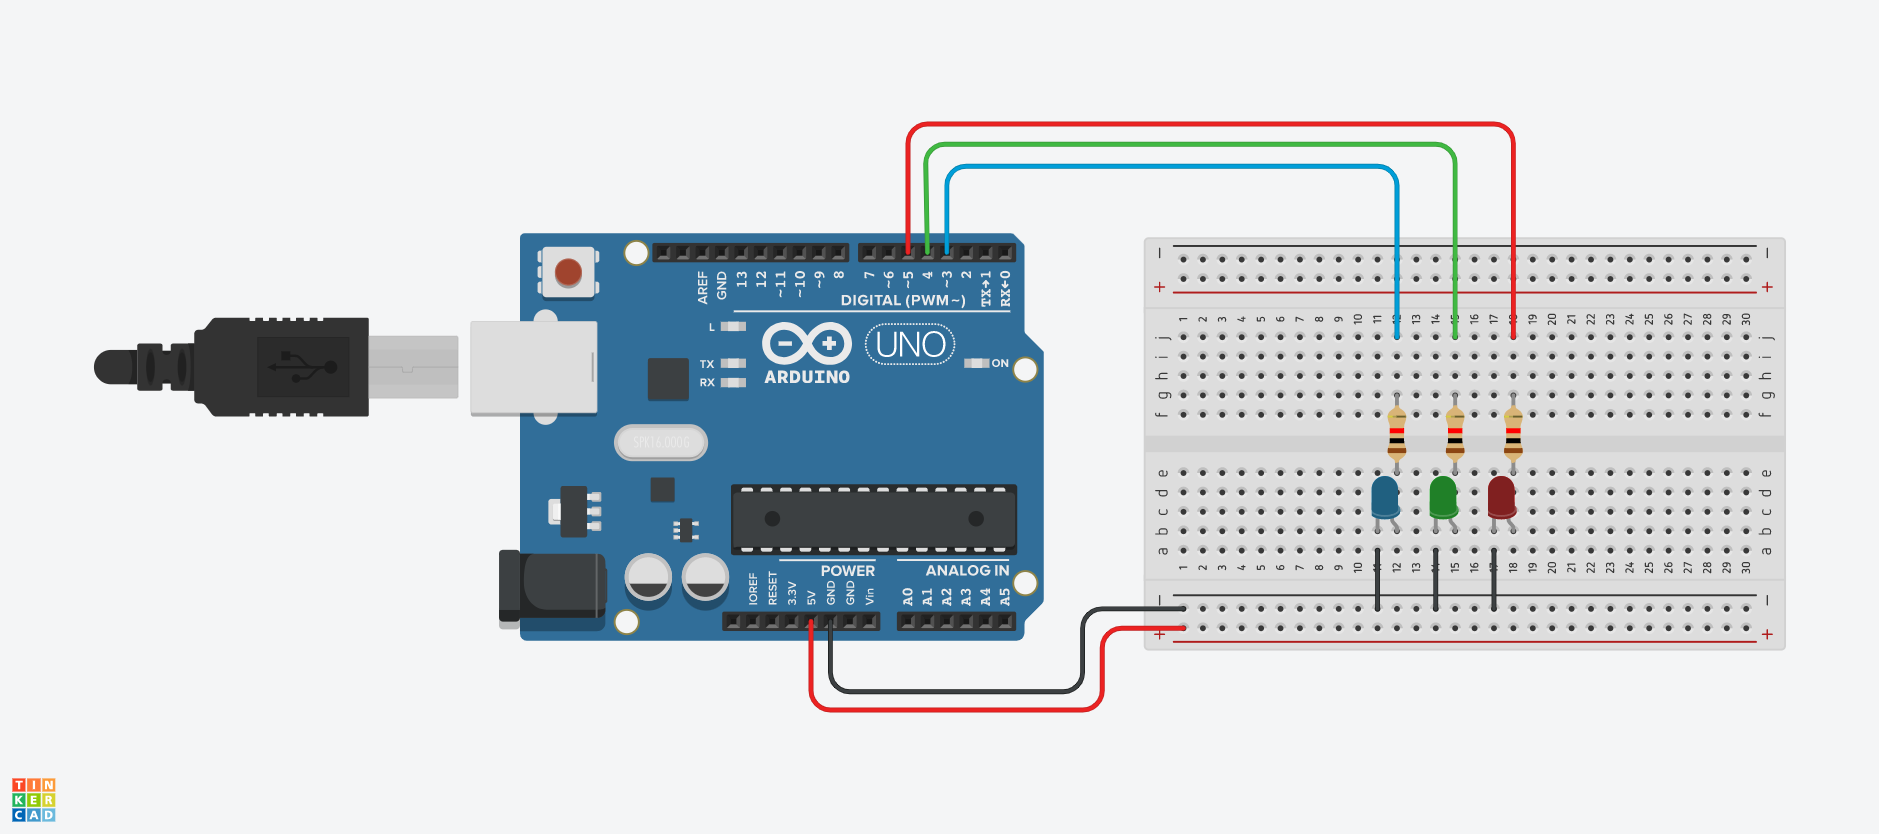 AREF
GND
13
12
~11
~10
~9
8
7
~6
~5
4
~3
2
TX→1
RX←0
DIGITAL (PWM ~)
L
TX
RX
UNO
ON
ARDUINO
SPK16.000G
POWER
ANALOG IN
IOREF
RESET
3.3V
5V
GND
GND
Vin
A0
A1
A2
A3
A4
A5
1 2 3 4 5 6 7 8 9 10 11 12 13 14 15 16 17 18 19 20 21 22 23 24 25 26 27 28 29 30
j j
i i
h h
g g
f f
e e
d d
c c
b b
a a
1 2 3 4 5 6 7 8 9 10 11 12 13 14 15 16 17 18 19 20 21 22 23 24 25 26 27 28 29 30
TIN
KER
CAD